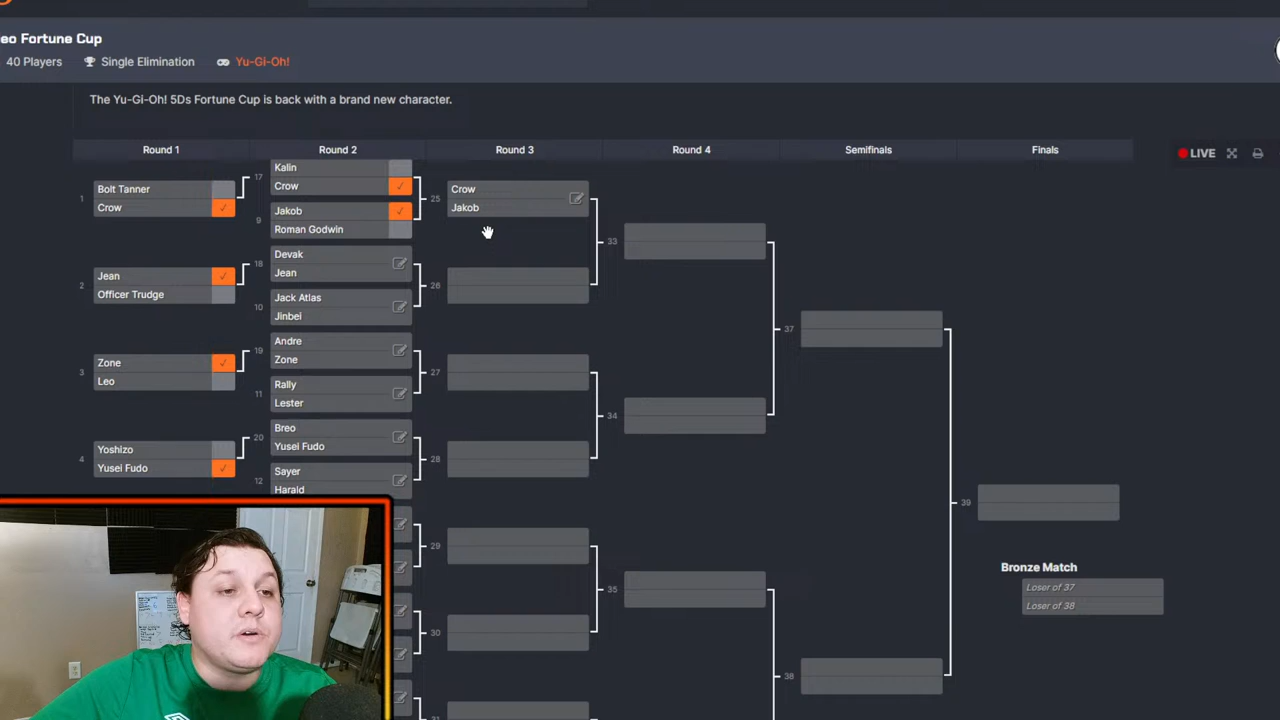 eo Fortune Cup
40 Players Single Elimination Yu-Gi-Oh!
The Yu-Gi-Oh! 5Ds Fortune Cup is back with a brand new character.
Round 1 Round 2 Round 3 Round 4 Semifinals Finals
LIVE
1
Bolt Tanner
Crow
2
Jean
Officer Trudge
3
Zone
Leo
4
Yoshizo
Yusei Fudo
17
Kalin
Crow
9
Jakob
Roman Godwin
18
Devak
Jean
10
Jack Atlas
Jinbei
19
Andre
Zone
11
Rally
Lester
20
Breo
Yusei Fudo
12
Sayer
Harald
25
Crow
Jakob
26
27
28
29
30
33
34
35
37
38
39
Bronze Match
Loser of 37
Loser of 38